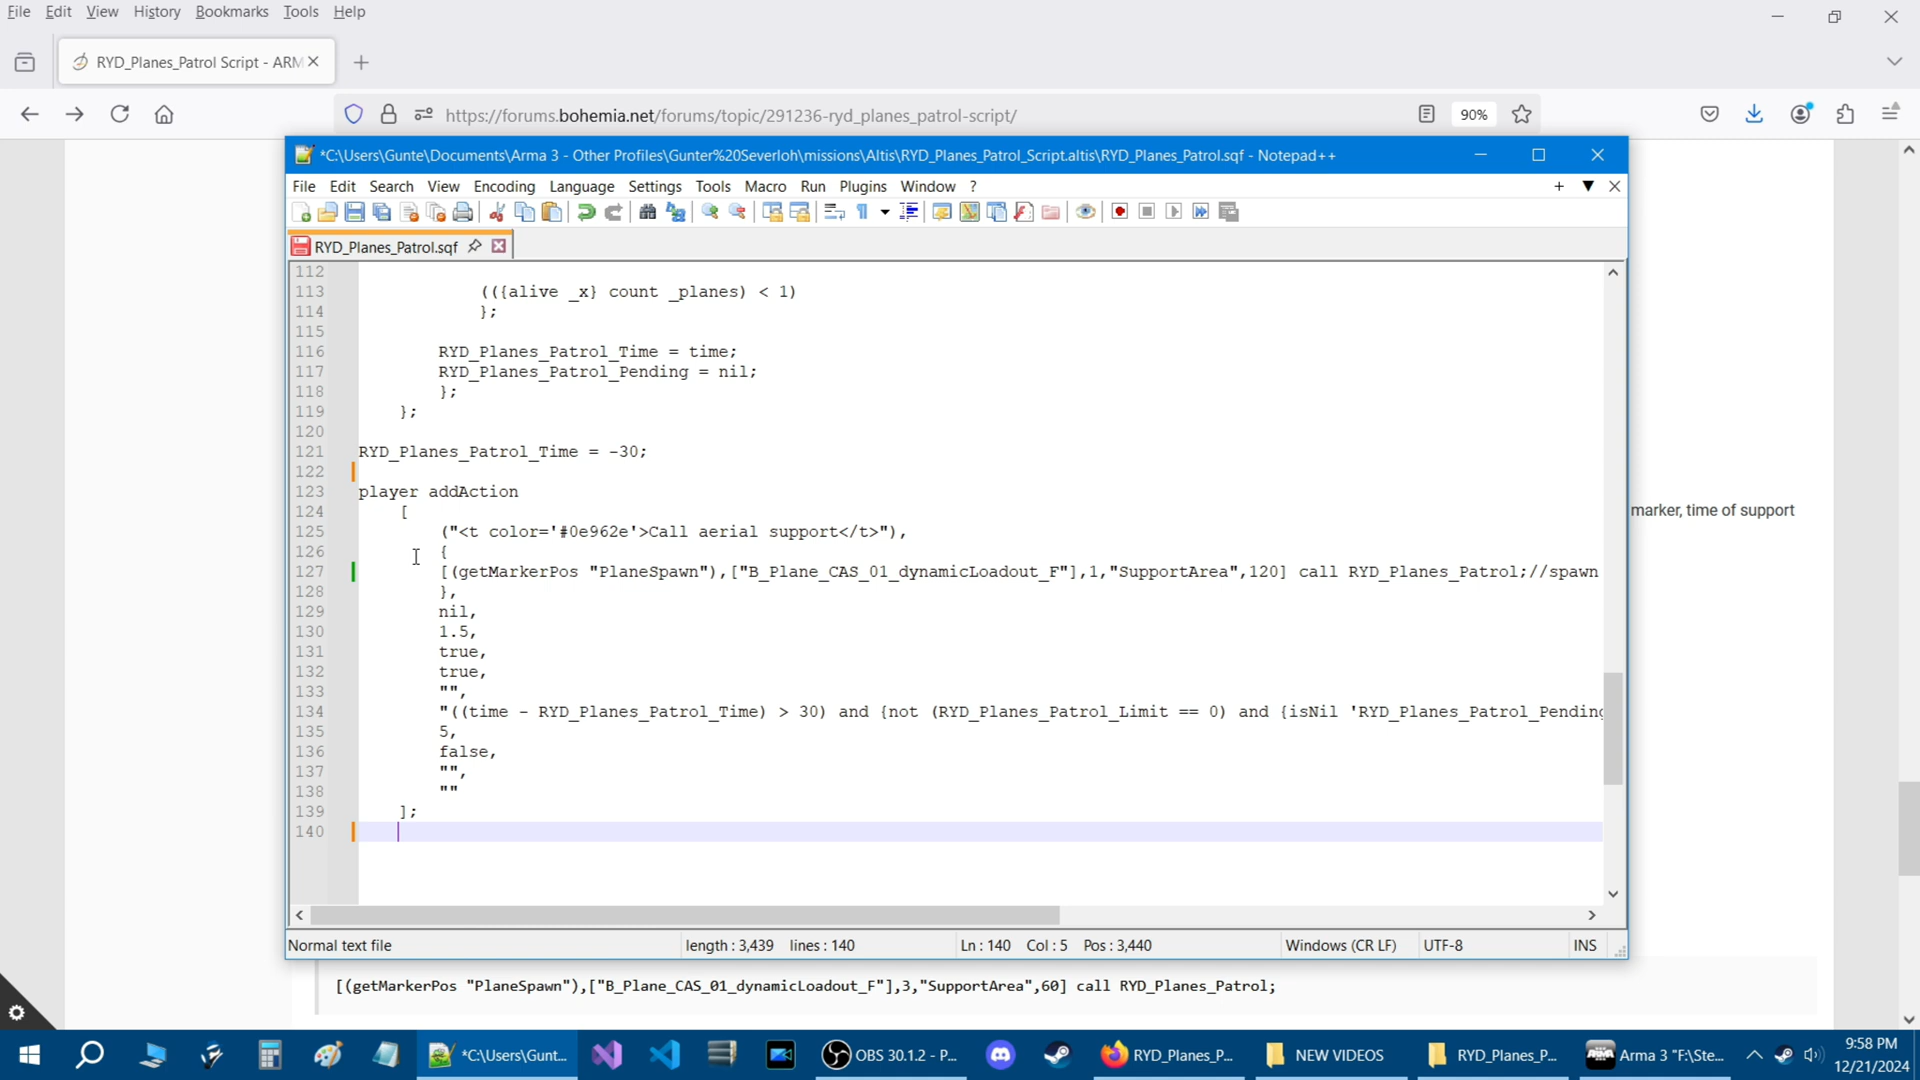 File Edit View History Bookmarks Tools Help
RYD_Planes_Patrol Script - ARM
https://forums.bohemia.net/forums/topic/291236-ryd_planes_patrol-script/
90%
*C:\Users\Gunte\Documents\Arma 3 - Other Profiles\Gunter%20Severloh\missions\Altis\RYD_Planes_Patrol_Script.altis\RYD_Planes_Patrol.sqf - Notepad++
File Edit Search View Encoding Language Settings Tools Macro Run Plugins Window ?
RYD_Planes_Patrol.sqf
112
113 (({alive _x} count _planes) < 1)
114 };
115
116 RYD_Planes_Patrol_Time = time;
117 RYD_Planes_Patrol_Pending = nil;
118 };
119 };
120
121 RYD_Planes_Patrol_Time = -30;
122
123 player addAction
124 [
125 ("<t color='#0e962e'>Call aerial support</t>"),
126 {
127 [(getMarkerPos "PlaneSpawn"),["B_Plane_CAS_01_dynamicLoadout_F"],1,"SupportArea",120] call RYD_Planes_Patrol;//spawn
128 },
129 nil,
130 1.5,
131 true,
132 true,
133 "",
134 "((time - RYD_Planes_Patrol_Time) > 30) and {not (RYD_Planes_Patrol_Limit == 0) and {isNil 'RYD_Planes_Patrol_Pending
135 5,
136 false,
137 "",
138 ""
139 ];
140
marker, time of support
Normal text file length : 3,439 lines : 140 Ln : 140 Col : 5 Pos : 3,440 Windows (CR LF) UTF-8 INS
[(getMarkerPos "PlaneSpawn"),["B_Plane_CAS_01_dynamicLoadout_F"],3,"SupportArea",60] call RYD_Planes_Patrol;
*C:\Users\Gunt... OBS 30.1.2 - P... RYD_Planes_P... NEW VIDEOS RYD_Planes_P... Arma 3 "F:\Ste...
9:58 PM
12/21/2024